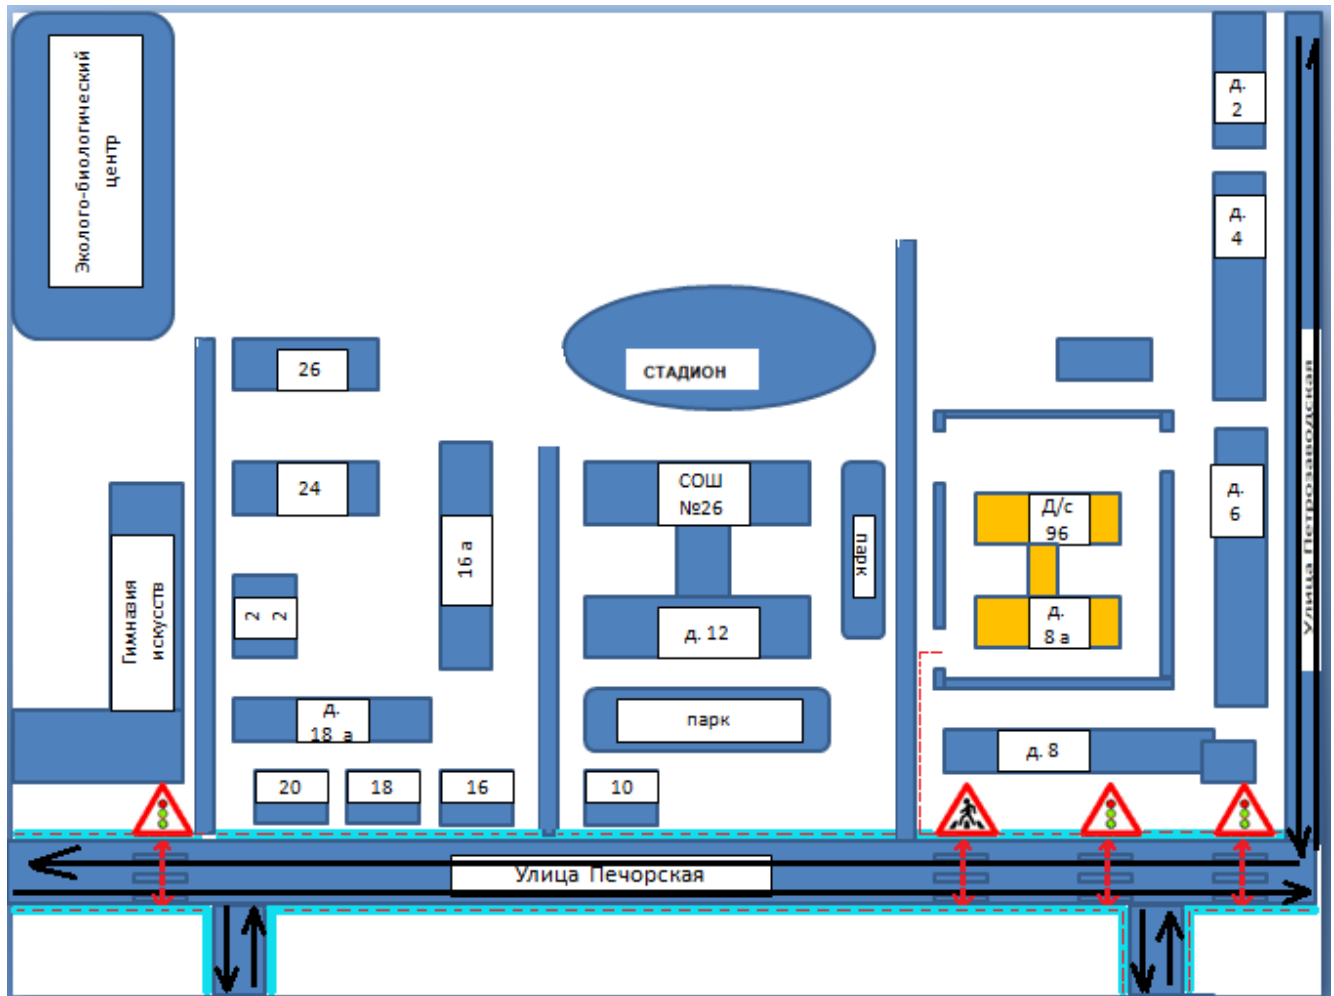 Эколого-биологический
центр
д.
2
д.
4
26
СТАДИОН
Улица Петрозаводская
24
16 а
СОШ
№26
парк
Д/с
96
д.
6
Гимназия
искусств
2 2
д. 12
д.
8 а
д.
18 а
парк
д. 8
20
18
16
10
Улица Печорская